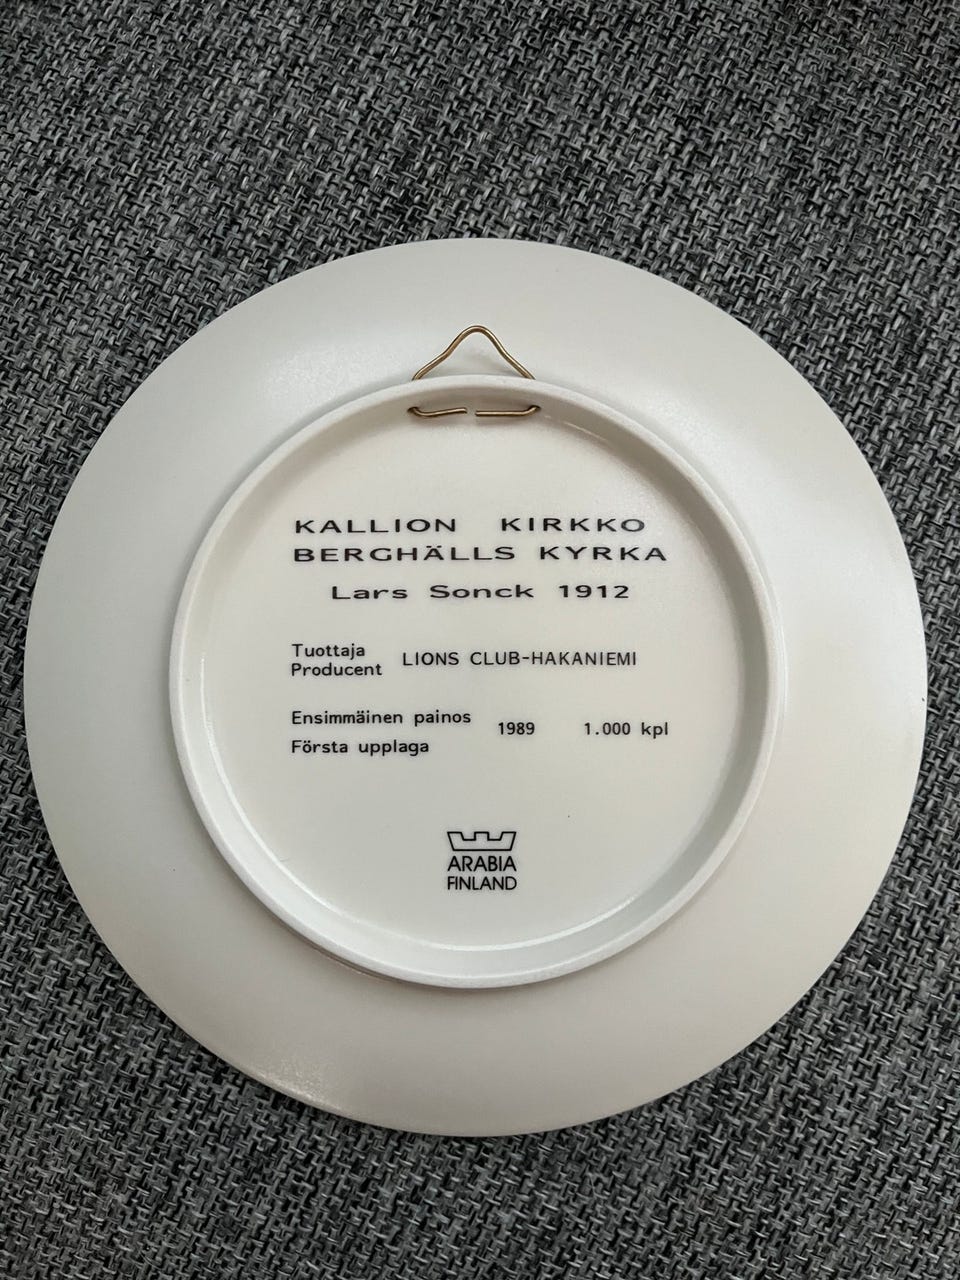 KALLION KIRKKO
BERGHÄLLS KYRKA
Lars Sonck 1912
Tuottaja
Producent LIONS CLUB-HAKANIEMI
Ensimmäinen painos 1989 1.000 kpl
Första upplaga
ARABIA
FINLAND